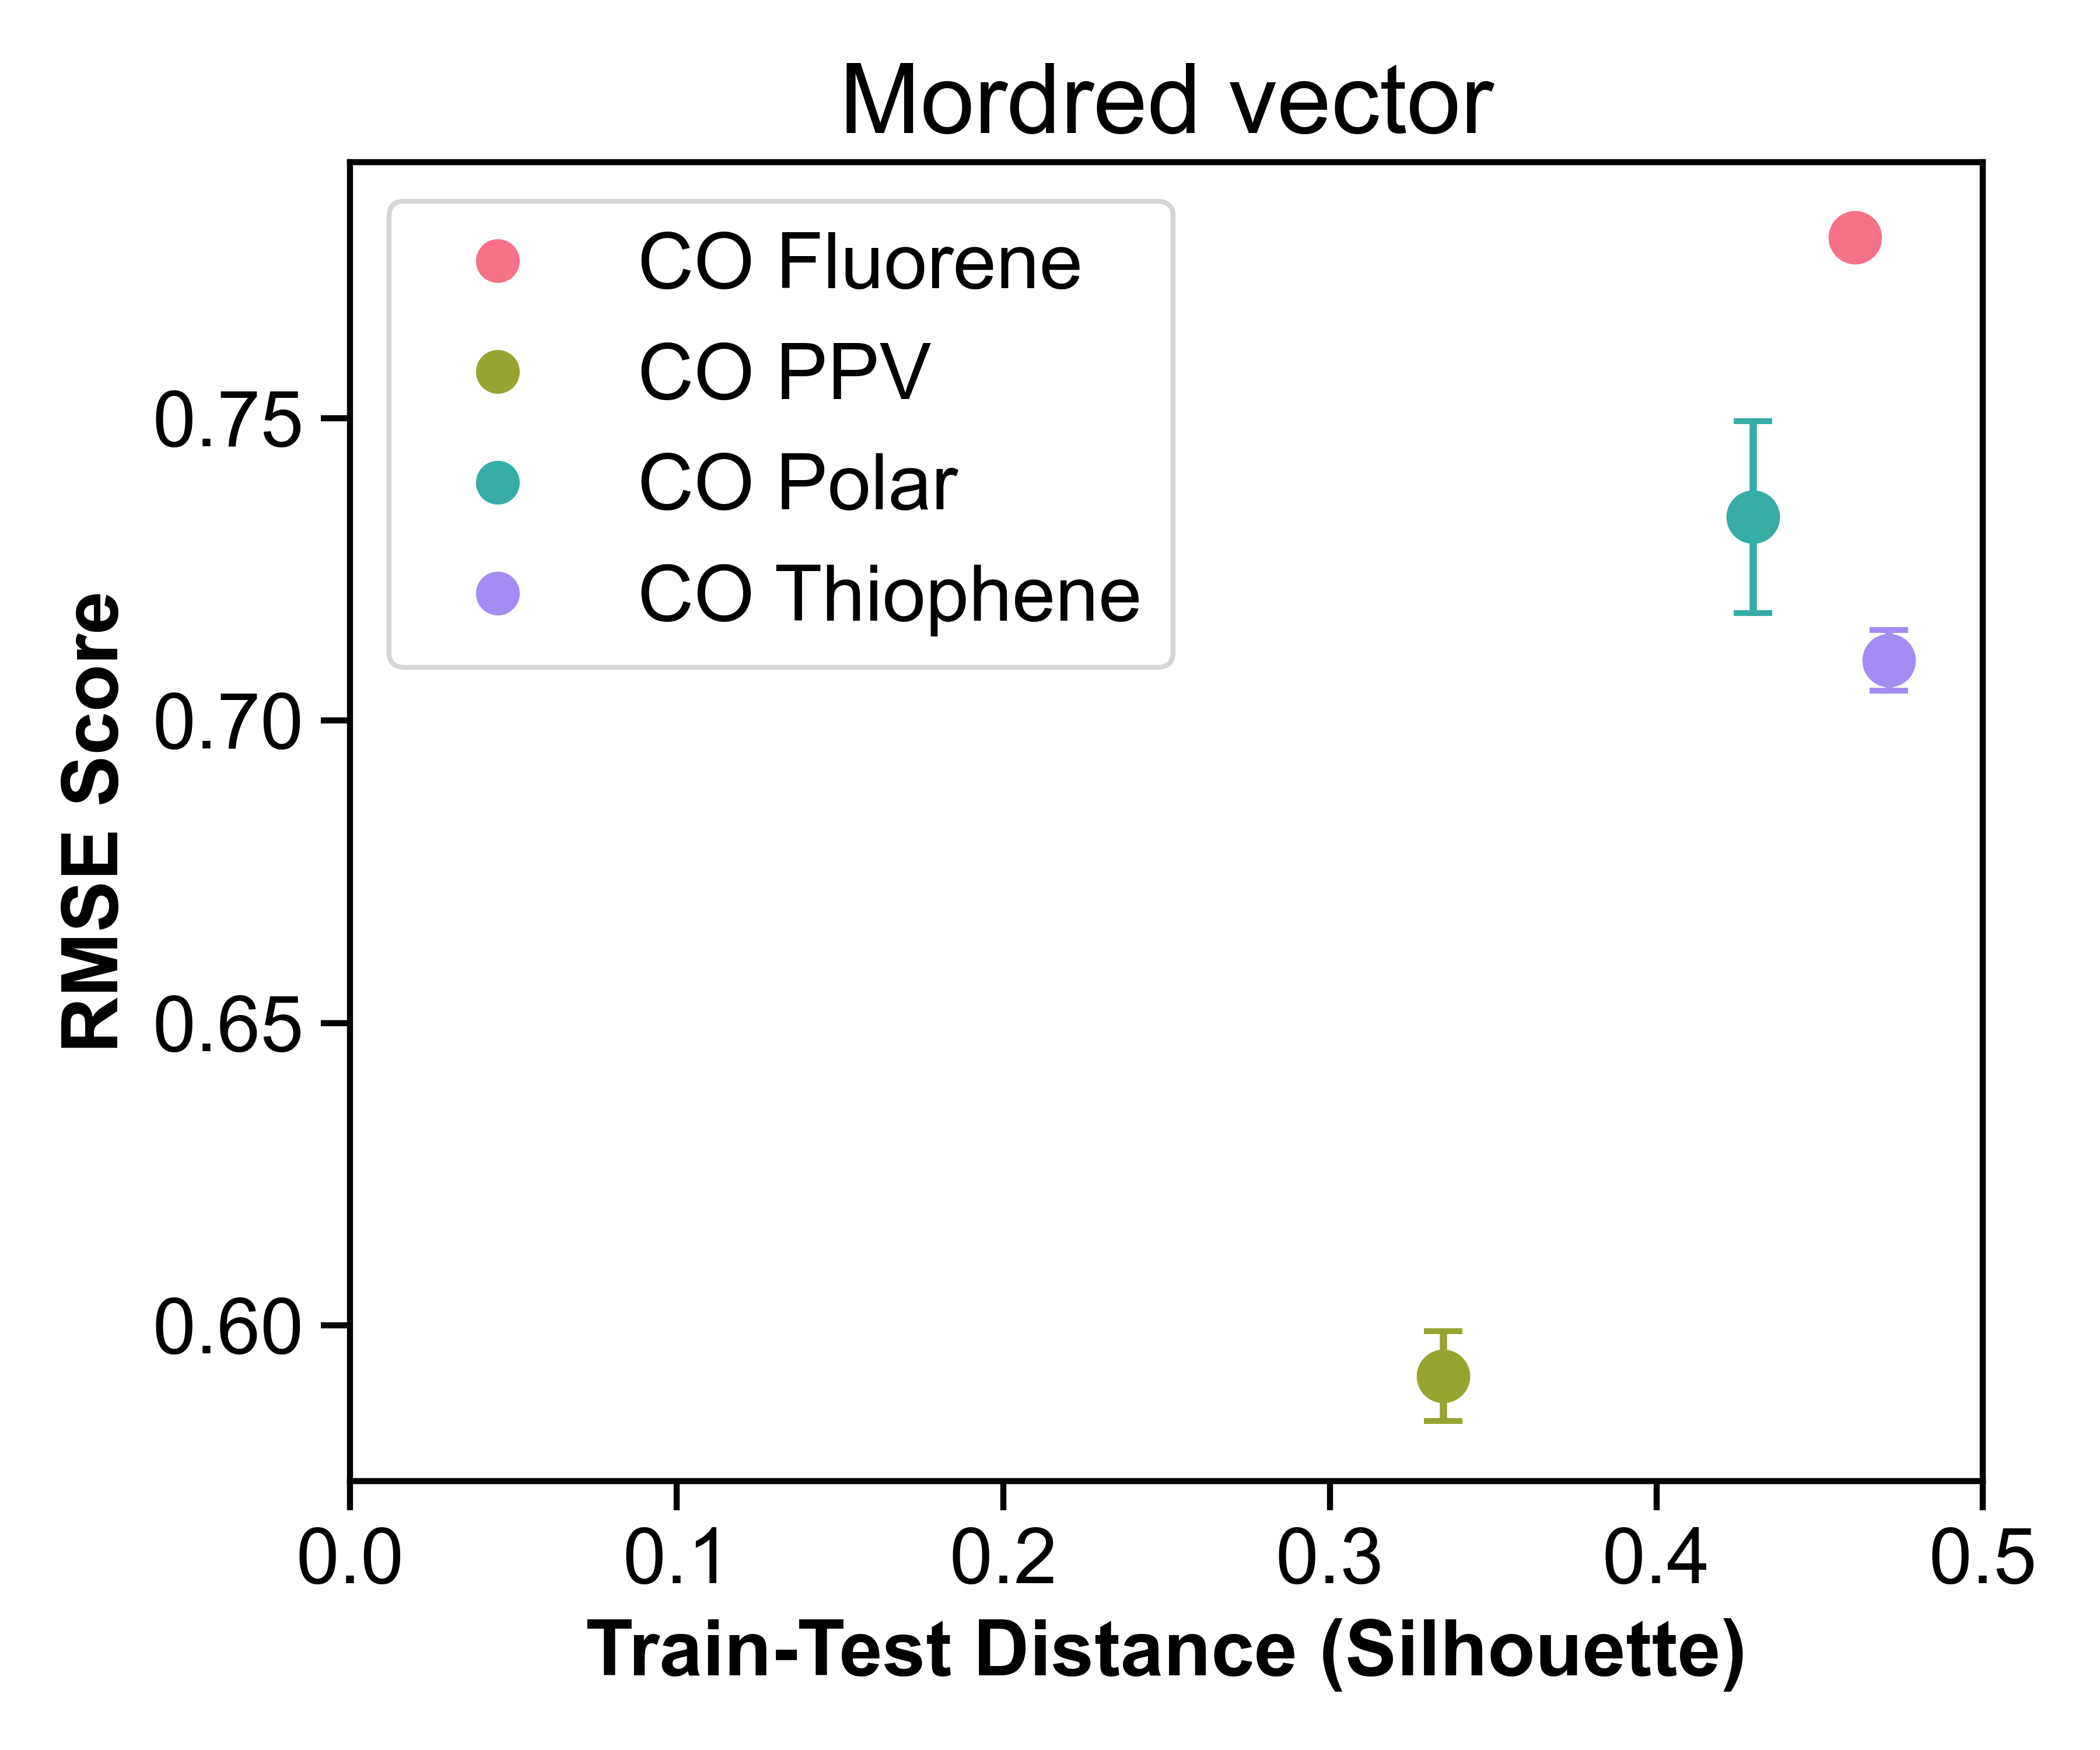 Mordred vector
CO Fluorene
CO PPV
CO Polar
CO Thiophene
RMSE Score
0.75
0.70
0.65
0.60
0.0 0.1 0.2 0.3 0.4 0.5
Train-Test Distance (Silhouette)